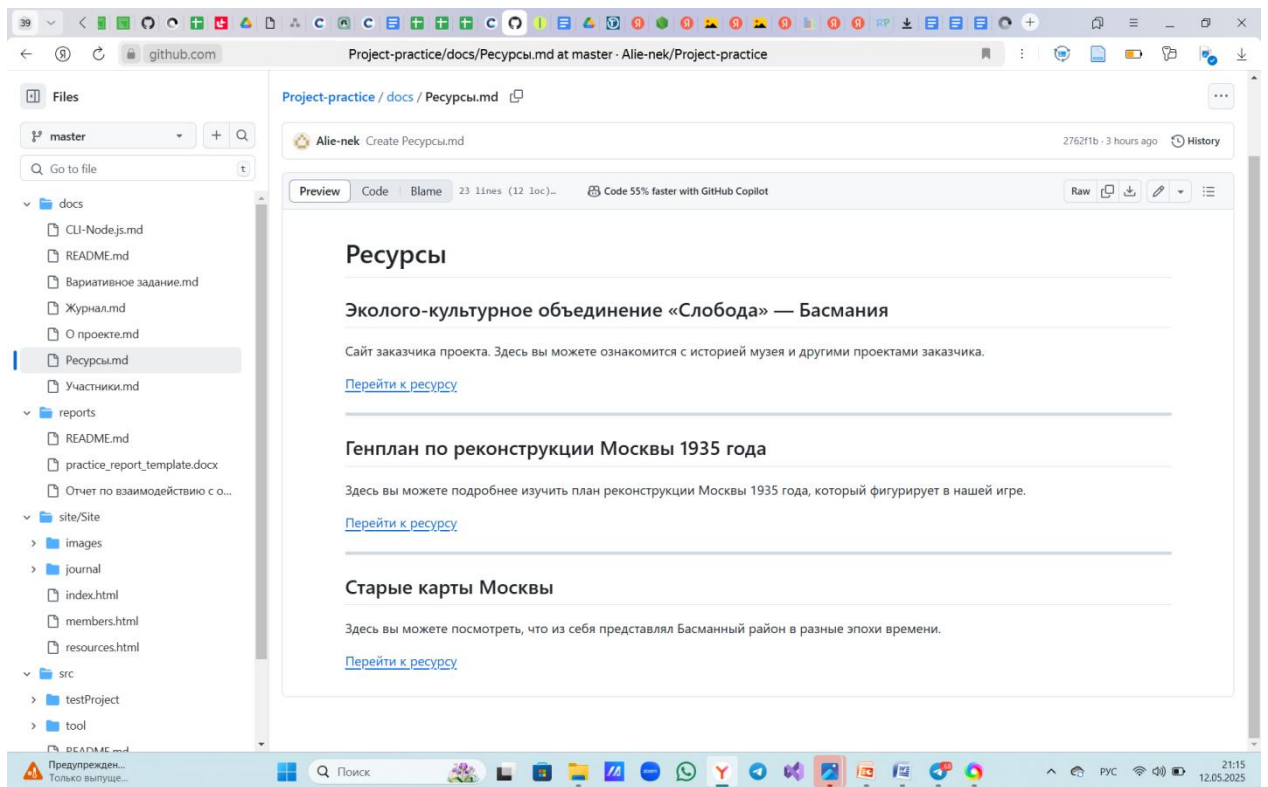 39
github.com
Project-practice/docs/Ресурсы.md at master · Alie-nek/Project-practice
Files
Project-practice / docs / Ресурсы.md
master
Alie-nek Create Ресурсы.md
2762f1b · 3 hours ago
History
Go to file
t
Preview
Code
Blame
23 lines (12 loc)...
Code 55% faster with GitHub Copilot
Raw
docs
CLI-Node.js.md
README.md
Вариативное задание.md
Журнал.md
О проекте.md
Ресурсы.md
Участники.md
reports
README.md
practice_report_template.docx
Отчет по взаимодействию с о...
site/Site
images
journal
index.html
members.html
resources.html
src
testProject
tool
README.md
Ресурсы
Эколого-культурное объединение «Слобода» — Басмания
Сайт заказчика проекта. Здесь вы можете ознакомится с историей музея и другими проектами заказчика.
Перейти к ресурсу
Генплан по реконструкции Москвы 1935 года
Здесь вы можете подробнее изучить план реконструкции Москвы 1935 года, который фигурирует в нашей игре.
Перейти к ресурсу
Старые карты Москвы
Здесь вы можете посмотреть, что из себя представлял Басманный район в разные эпохи времени.
Перейти к ресурсу
Предупрежден...
Только выпуще...
Поиск
РУС
21:15
12.05.2025